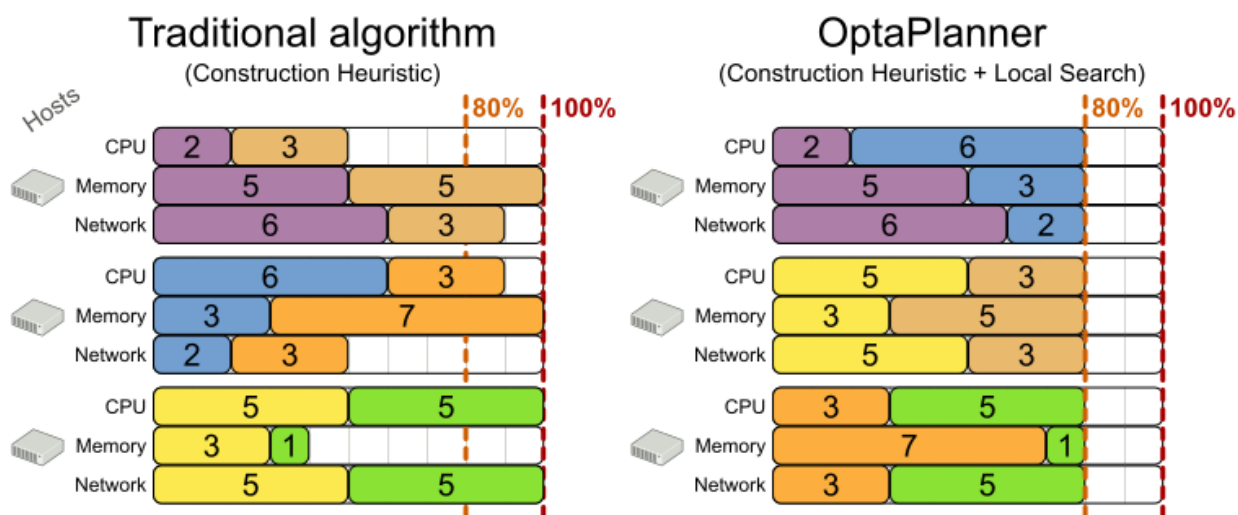 Traditional algorithm
(Construction Heuristic)
Hosts
80% 100%
CPU 2 3
Memory 5 5
Network 6 3
CPU 6 3
Memory 3 7
Network 2 3
CPU 5 5
Memory 3 1
Network 5 5
OptaPlanner
(Construction Heuristic + Local Search)
80% 100%
CPU 2 6
Memory 5 3
Network 6 2
CPU 5 3
Memory 3 5
Network 5 3
CPU 3 5
Memory 7 1
Network 3 5